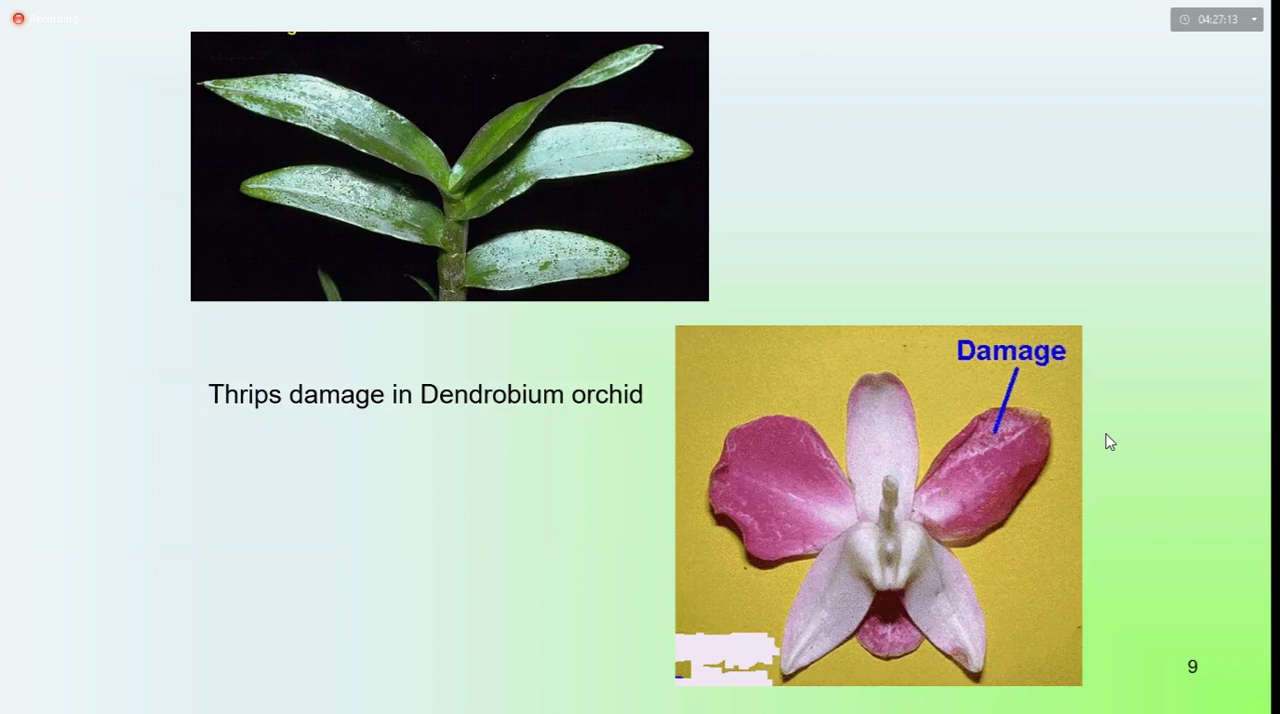 Recording
04:27:13
Thrips damage in Dendrobium orchid
Damage
9